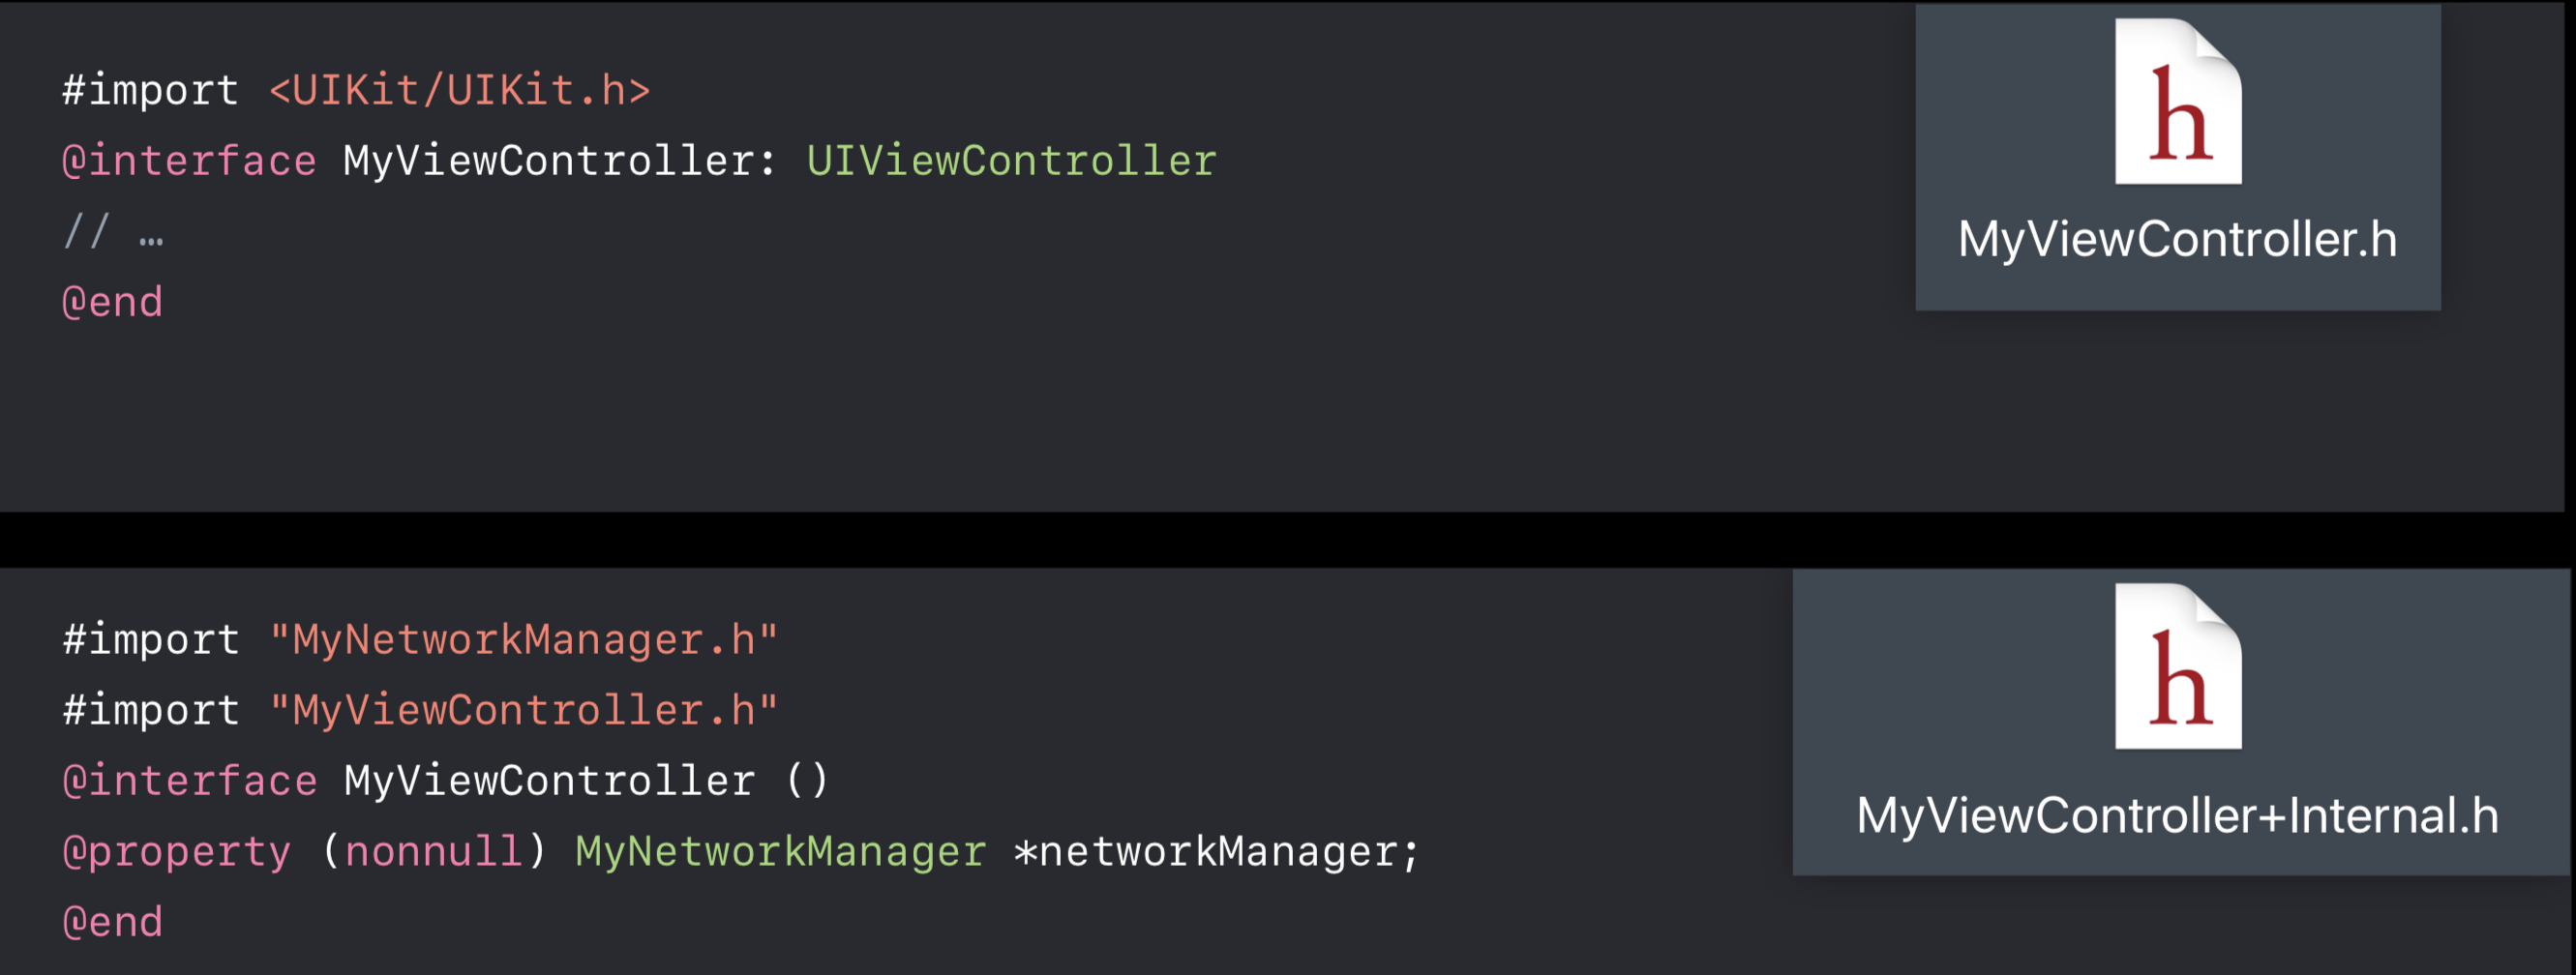 #import <UIKit/UIKit.h>
@interface MyViewController: UIViewController
// …
@end
h
MyViewController.h
#import "MyNetworkManager.h"
#import "MyViewController.h"
@interface MyViewController ()
@property (nonnull) MyNetworkManager *networkManager;
@end
h
MyViewController+Internal.h